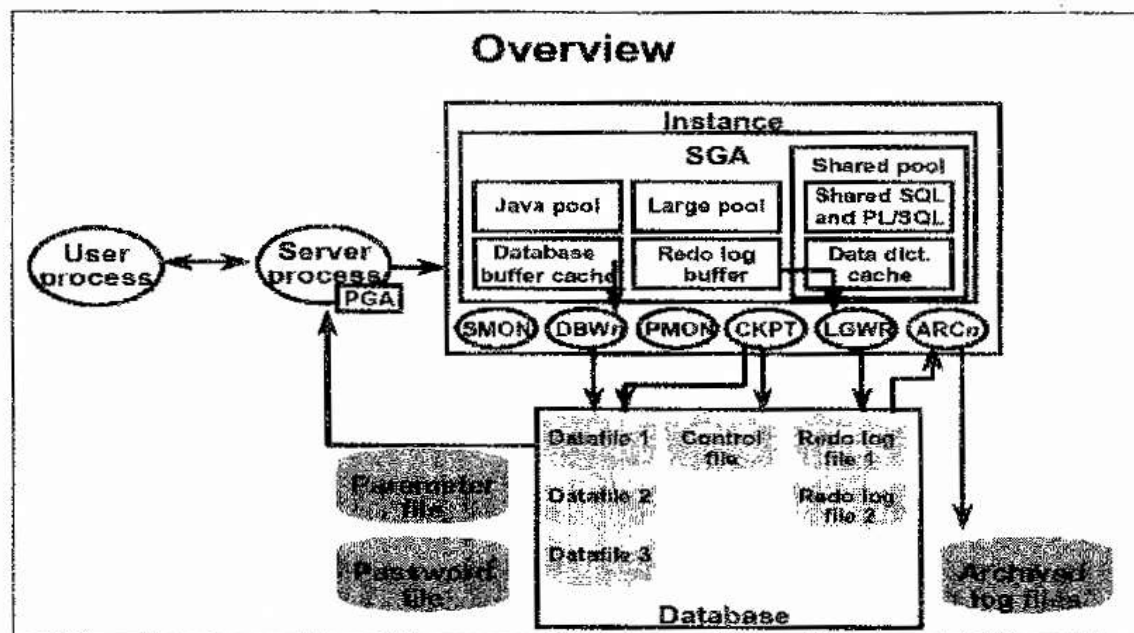 Overview
Instance
SGA
Shared pool
Java pool
Large pool
Shared SQL
and PL/SQL
User
process
Server
process
PGA
Database
buffer cache
Redo log
buffer
Data dict.
cache
SMON
DBWn
PMON
CKPT
LGWR
ARCn
Datafile 1
Control
file
Redo log
file 1
Parameter
file
Datafile 2
Redo log
file 2
Password
file
Datafile 3
Archived
log files
Database